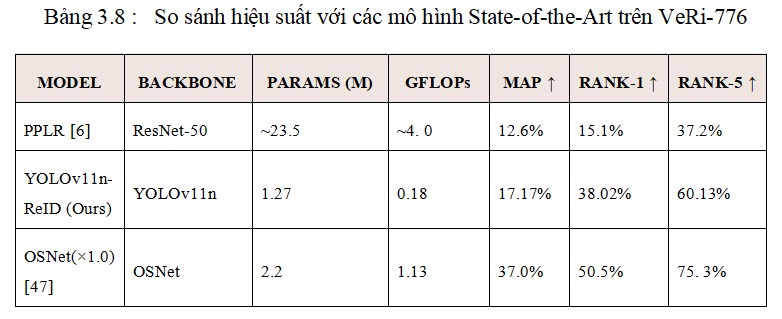 Bảng 3.8 : So sánh hiệu suất với các mô hình State-of-the-Art trên VeRi-776
MODEL BACKBONE PARAMS (M) GFLOPs MAP ↑ RANK-1 ↑ RANK-5 ↑
PPLR [6] ResNet-50 ~23.5 ~4. 0 12.6% 15.1% 37.2%
YOLOv11n-
ReID (Ours) YOLOv11n 1.27 0.18 17.17% 38.02% 60.13%
OSNet(×1.0)
[47] OSNet 2.2 1.13 37.0% 50.5% 75. 3%